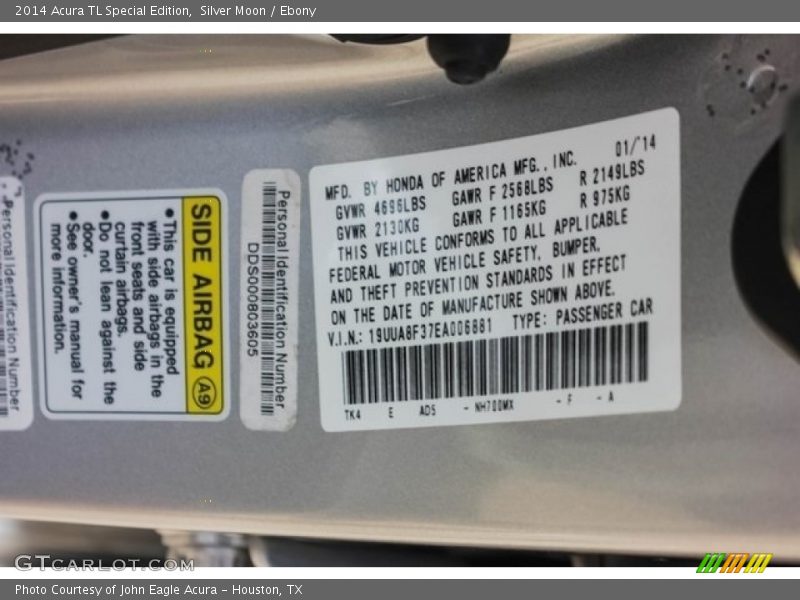 2014 Acura TL Special Edition, Silver Moon / Ebony
MFD. BY HONDA OF AMERICA MFG., INC. 01/'14
GVWR 4696LBS GAWR F 2568LBS R 2149LBS
GVWR 2130KG GAWR F 1165KG R 975KG
THIS VEHICLE CONFORMS TO ALL APPLICABLE
FEDERAL MOTOR VEHICLE SAFETY, BUMPER,
AND THEFT PREVENTION STANDARDS IN EFFECT
ON THE DATE OF MANUFACTURE SHOWN ABOVE.
V.I.N.: 19UUA8F37EA006881 TYPE: PASSENGER CAR
TK4 E AD5 - NH700MX - F - A
Personal Identification Number
DDS000803605
SIDE AIRBAG A9
• This car is equipped
with side airbags in the
front seats and side
curtain airbags.
• Do not lean against the
door.
• See owner's manual for
more information.
Personal Identification Number
GTCARLOT.COM
Photo Courtesy of John Eagle Acura - Houston, TX